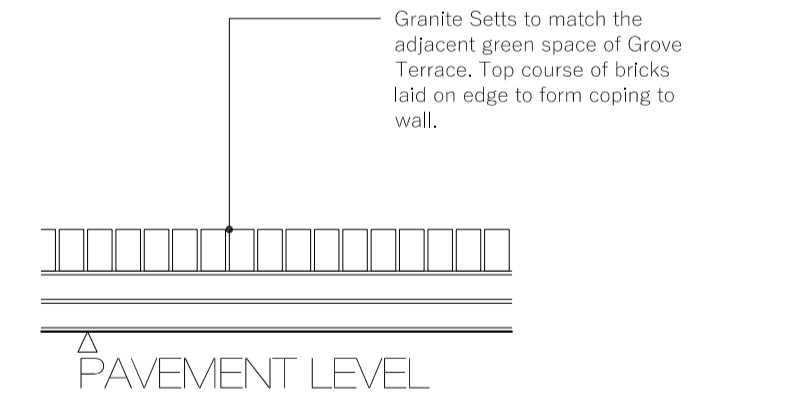 Granite Setts to match the
adjacent green space of Grove
Terrace. Top course of bricks
laid on edge to form coping to
wall.
PAVEMENT LEVEL